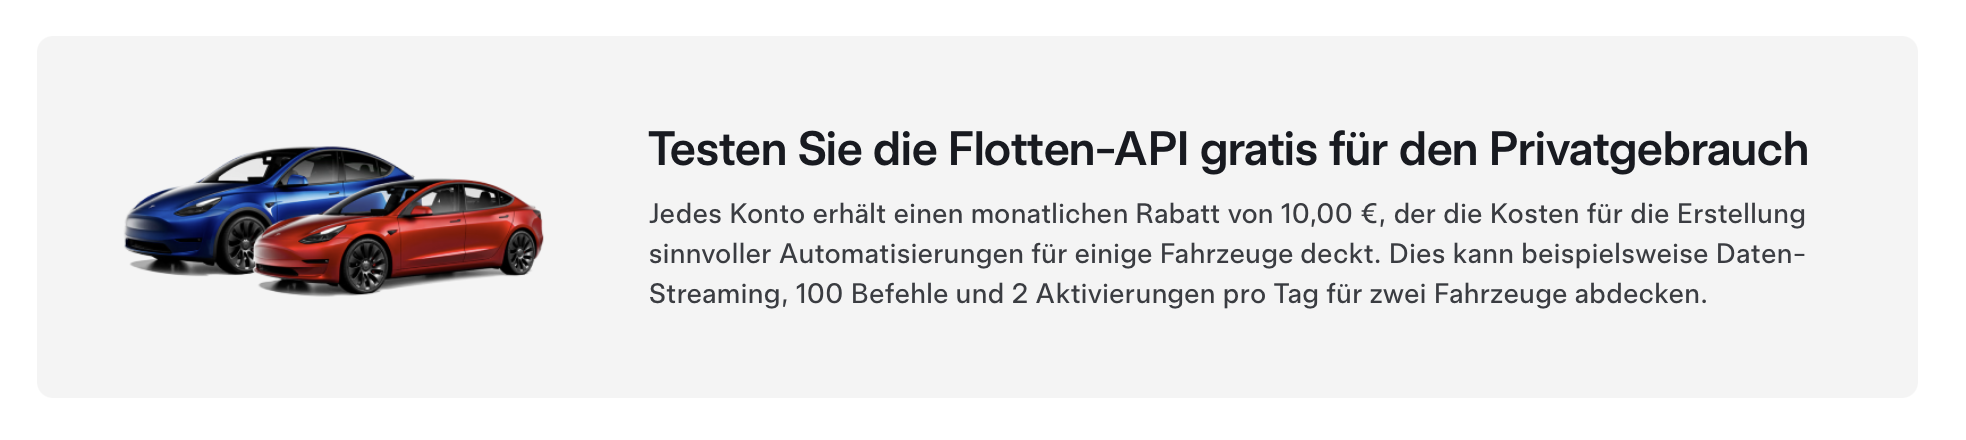 Testen Sie die Flotten-API gratis für den Privatgebrauch
Jedes Konto erhält einen monatlichen Rabatt von 10,00 €, der die Kosten für die Erstellung
sinnvoller Automatisierungen für einige Fahrzeuge deckt. Dies kann beispielsweise Daten-
Streaming, 100 Befehle und 2 Aktivierungen pro Tag für zwei Fahrzeuge abdecken.